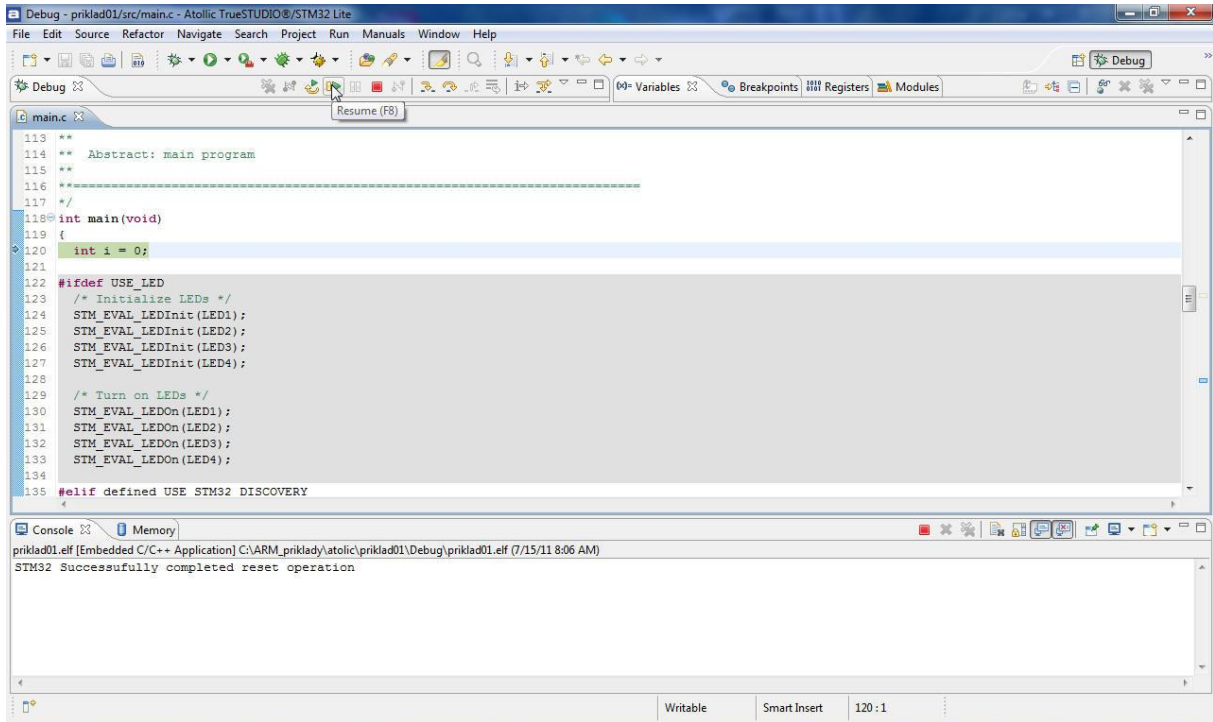 Debug - priklad01/src/main.c - Atollic TrueSTUDIO®/STM32 Lite
File Edit Source Refactor Navigate Search Project Run Manuals Window Help
Debug
Debug
(x)= Variables Breakpoints Registers Modules
Resume (F8)
main.c
113 **
114 ** Abstract: main program
115 **
116 **===========================================================================
117 */
118 int main(void)
119 {
120 int i = 0;
121
122 #ifdef USE_LED
123 /* Initialize LEDs */
124 STM_EVAL_LEDInit(LED1);
125 STM_EVAL_LEDInit(LED2);
126 STM_EVAL_LEDInit(LED3);
127 STM_EVAL_LEDInit(LED4);
128
129 /* Turn on LEDs */
130 STM_EVAL_LEDOn(LED1);
131 STM_EVAL_LEDOn(LED2);
132 STM_EVAL_LEDOn(LED3);
133 STM_EVAL_LEDOn(LED4);
134
135 #elif defined USE_STM32_DISCOVERY
Console Memory
priklad01.elf [Embedded C/C++ Application] C:\ARM_priklady\atolic\priklad01\Debug\priklad01.elf (7/15/11 8:06 AM)
STM32 Successufully completed reset operation
Writable Smart Insert 120 : 1